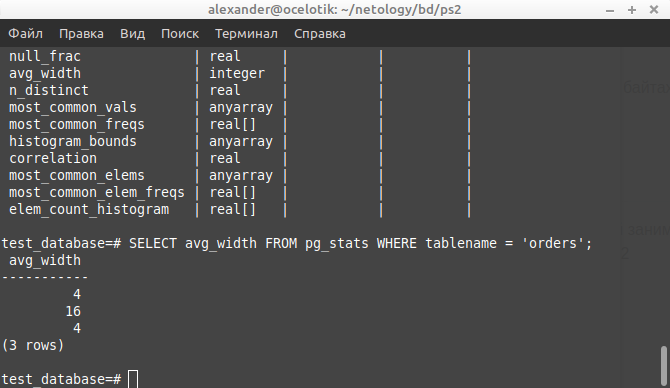 alexander@ocelotik: ~/netology/bd/ps2
Файл Правка Вид Поиск Терминал Справка
null_frac | real | | |
avg_width | integer | | |
n_distinct | real | | |
most_common_vals | anyarray | | |
most_common_freqs | real[] | | |
histogram_bounds | anyarray | | |
correlation | real | | |
most_common_elems | anyarray | | |
most_common_elem_freqs | real[] | | |
elem_count_histogram | real[] | | |
test_database=# SELECT avg_width FROM pg_stats WHERE tablename = 'orders';
avg_width
-----------
4
16
4
(3 rows)
test_database=#